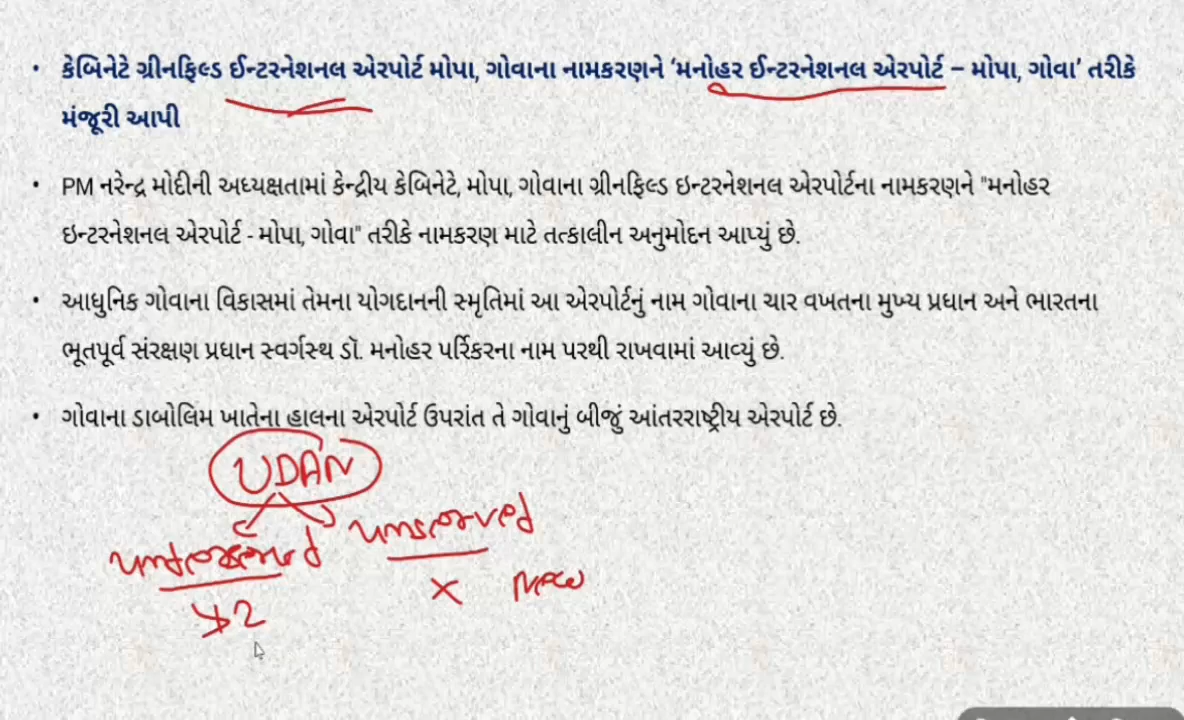 • કેબિનેટે ગ્રીનફિલ્ડ ઈન્ટરનેશનલ એરપોર્ટ મોપા, ગોવાના નામકરણને ‘મનોહર ઈન્ટરનેશનલ એરપોર્ટ – મોપા, ગોવા’ તરીકે
મંજૂરી આપી
• PM નરેન્દ્ર મોદીની અધ્યક્ષતામાં કેન્દ્રીય કેબિનેટે, મોપા, ગોવાના ગ્રીનફિલ્ડ ઇન્ટરનેશનલ એરપોર્ટના નામકરણને "મનોહર
ઇન્ટરનેશનલ એરપોર્ટ - મોપા, ગોવા" તરીકે નામકરણ માટે તત્કાલીન અનુમોદન આપ્યું છે.
• આધુનિક ગોવાના વિકાસમાં તેમના યોગદાનની સ્મૃતિમાં આ એરપોર્ટનું નામ ગોવાના ચાર વખતના મુખ્ય પ્રધાન અને ભારતના
ભૂતપૂર્વ સંરક્ષણ પ્રધાન સ્વર્ગસ્થ ડૉ. મનોહર પર્રિકરના નામ પરથી રાખવામાં આવ્યું છે.
• ગોવાના ડાબોલિમ ખાતેના હાલના એરપોર્ટ ઉપરાંત તે ગોવાનું બીજું આંતરરાષ્ટ્રીય એરપોર્ટ છે.
UDAN
unserved
2
x New